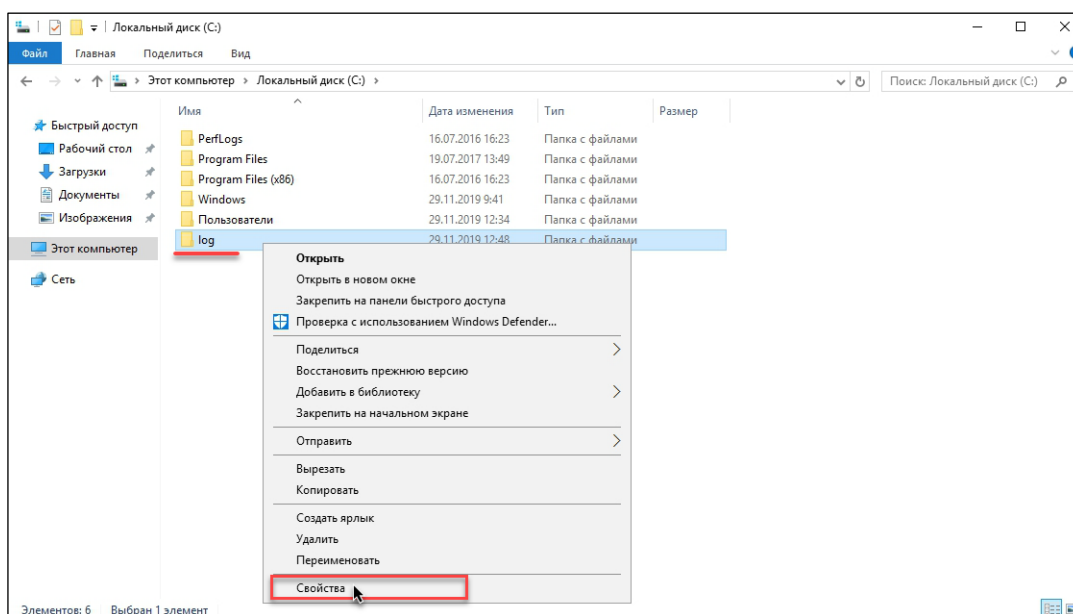 Локальный диск (C:)
Файл Главная Поделиться Вид
Этот компьютер Локальный диск (C:) Поиск: Локальный диск (C:)
Имя Дата изменения Тип Размер
Быстрый доступ
Рабочий стол
Загрузки
Документы
Изображения
Этот компьютер
Сеть
PerfLogs 16.07.2016 16:23 Папка с файлами
Program Files 19.07.2017 13:49 Папка с файлами
Program Files (x86) 16.07.2016 16:23 Папка с файлами
Windows 29.11.2019 9:41 Папка с файлами
Пользователи 29.11.2019 12:34 Папка с файлами
log 29.11.2019 12:48 Папка с файлами
Открыть
Открыть в новом окне
Закрепить на панели быстрого доступа
Проверка с использованием Windows Defender...
Поделиться
Восстановить прежнюю версию
Добавить в библиотеку
Закрепить на начальном экране
Отправить
Вырезать
Копировать
Создать ярлык
Удалить
Переименовать
Свойства
Элементов: 6 Выбран 1 элемент